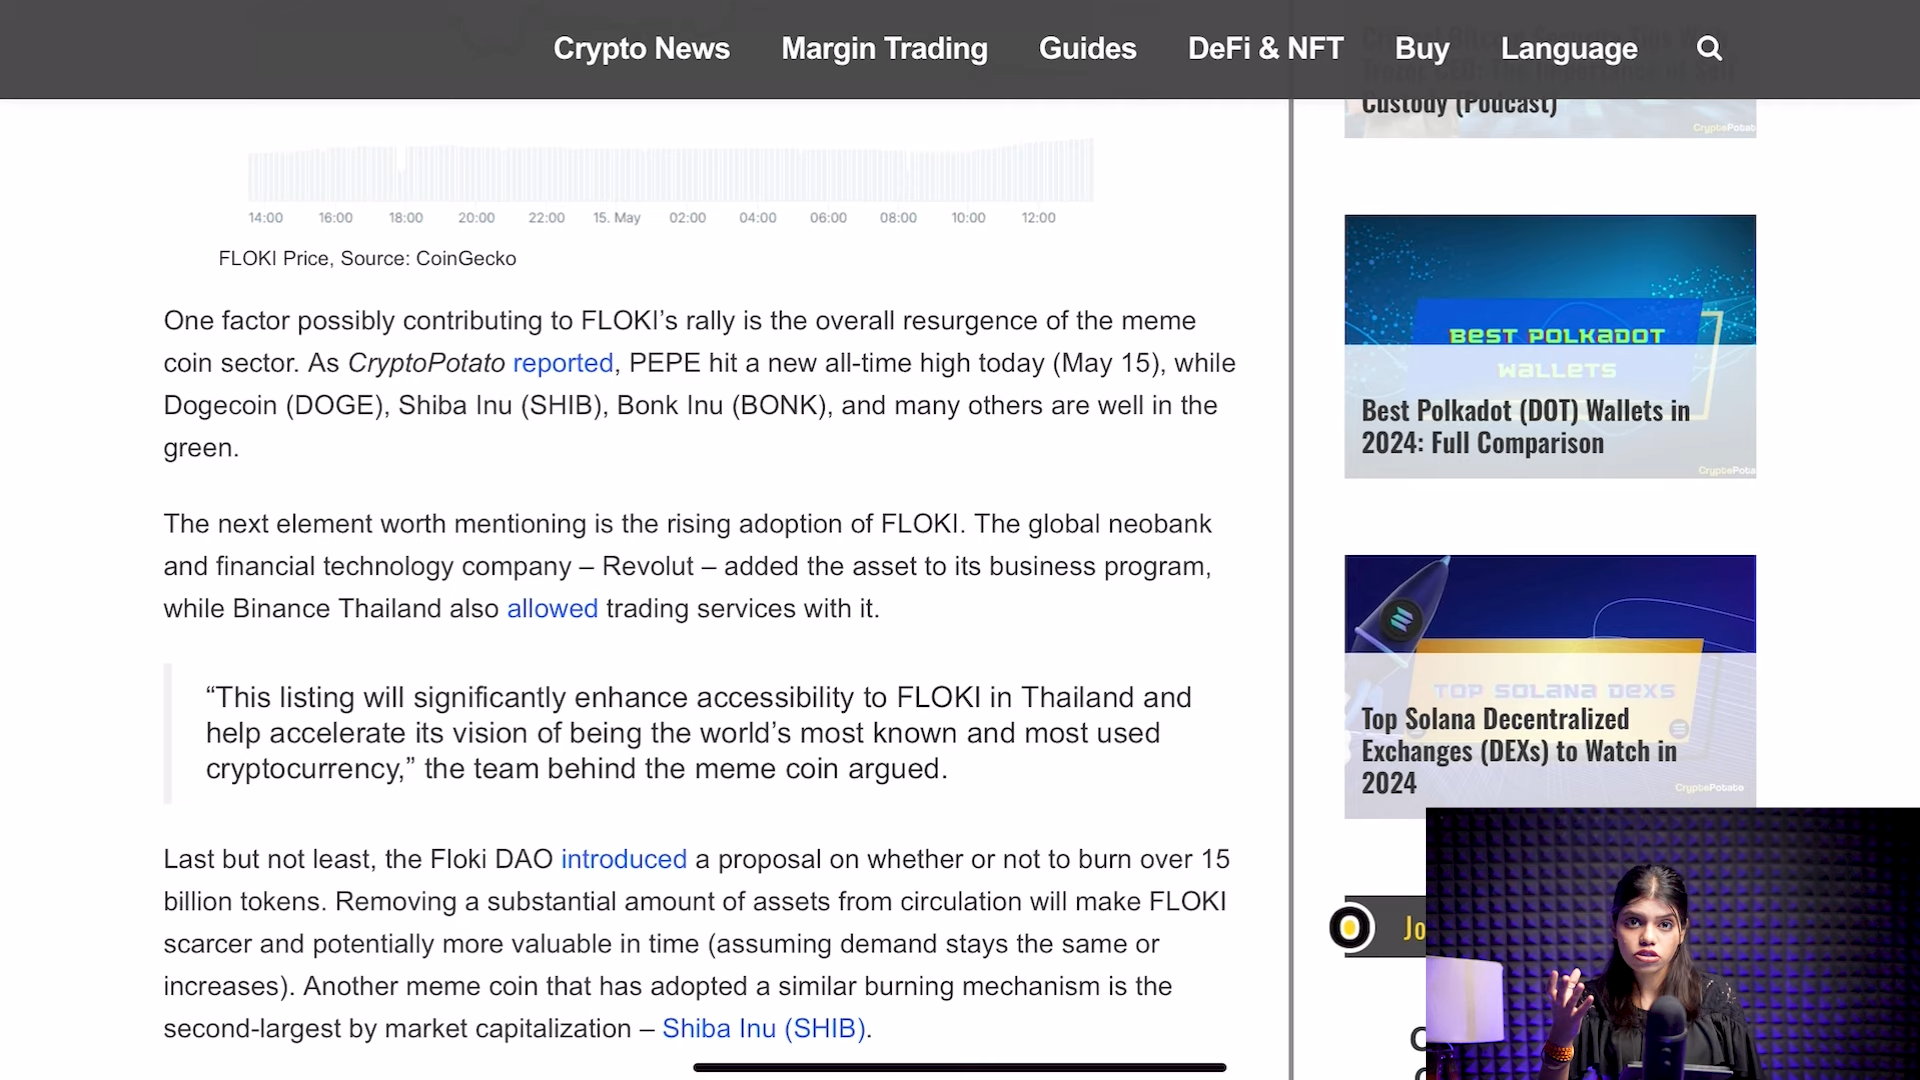 Crypto News Margin Trading Guides DeFi & NFT Buy Language
Custody (Podcast)
CryptoPotato
14:00 16:00 18:00 20:00 22:00 15. May 02:00 04:00 06:00 08:00 10:00 12:00
FLOKI Price, Source: CoinGecko
One factor possibly contributing to FLOKI’s rally is the overall resurgence of the meme
coin sector. As CryptoPotato reported, PEPE hit a new all-time high today (May 15), while
Dogecoin (DOGE), Shiba Inu (SHIB), Bonk Inu (BONK), and many others are well in the
green.
The next element worth mentioning is the rising adoption of FLOKI. The global neobank
and financial technology company – Revolut – added the asset to its business program,
while Binance Thailand also allowed trading services with it.
“This listing will significantly enhance accessibility to FLOKI in Thailand and
help accelerate its vision of being the world’s most known and most used
cryptocurrency,” the team behind the meme coin argued.
Last but not least, the Floki DAO introduced a proposal on whether or not to burn over 15
billion tokens. Removing a substantial amount of assets from circulation will make FLOKI
scarcer and potentially more valuable in time (assuming demand stays the same or
increases). Another meme coin that has adopted a similar burning mechanism is the
second-largest by market capitalization – Shiba Inu (SHIB).
BEST POLKADOT
WALLETS
Best Polkadot (DOT) Wallets in
2024: Full Comparison
CryptoPota
TOP SOLANA DEXS
Top Solana Decentralized
Exchanges (DEXs) to Watch in
2024
CryptoPotato
Jo